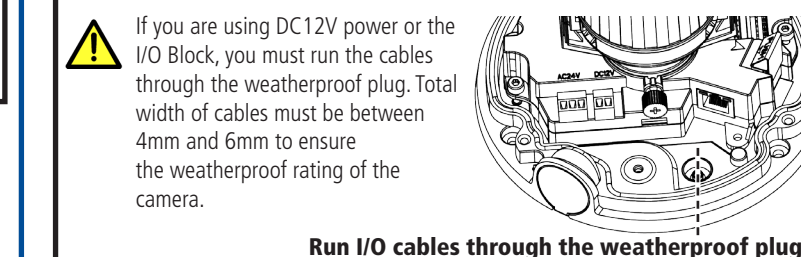 If you are using DC12V power or the
I/O Block, you must run the cables
through the weatherproof plug. Total
width of cables must be between
4mm and 6mm to ensure
the weatherproof rating of the
camera.
AC24V DC12V
Run I/O cables through the weatherproof plug